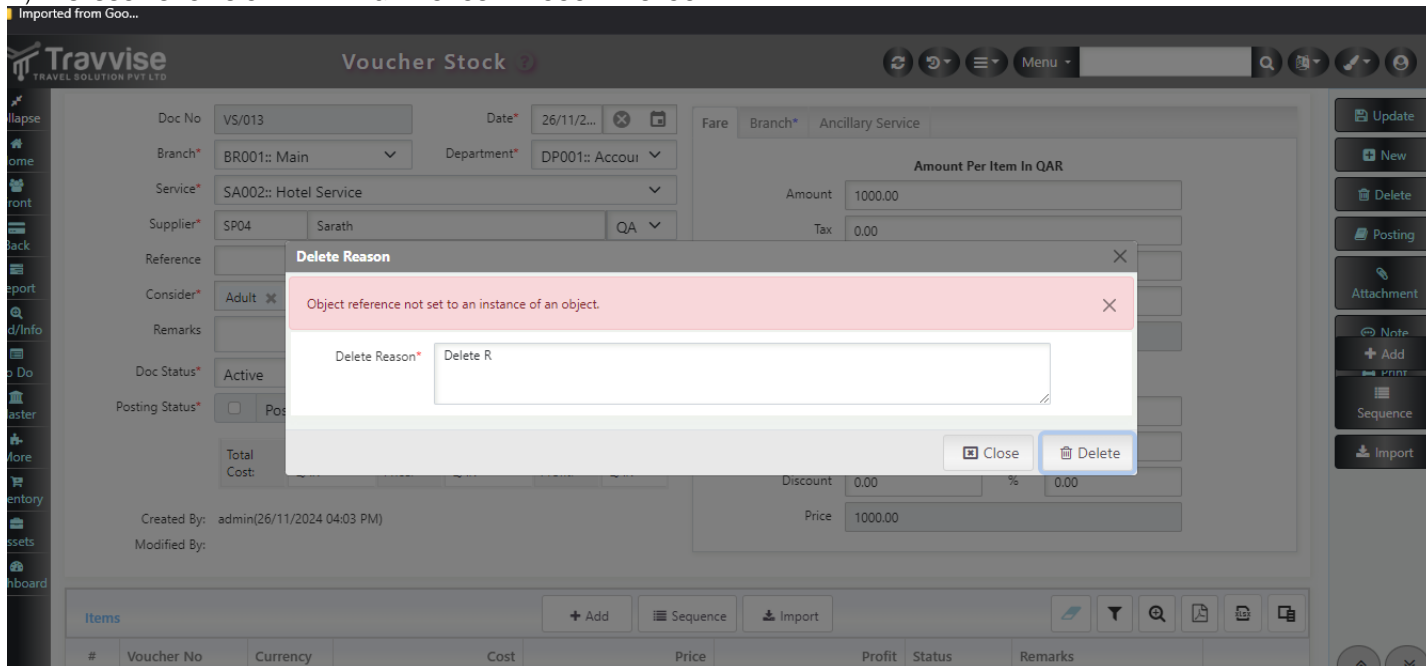 Imported from Goo...
Travvise
TRAVEL SOLUTION PVT LTD
Voucher Stock
Menu
Doc No VS/013 Date* 26/11/2...
Branch* BR001:: Main Department* DP001:: Accou
Service* SA002:: Hotel Service
Supplier* SP04 Sarath QA
Reference
Consider* Adult
Remarks
Doc Status* Active
Posting Status* Pos
Total
Cost:
Created By: admin(26/11/2024 04:03 PM)
Modified By:
Fare Branch* Ancillary Service
Amount Per Item In QAR
Amount 1000.00
Tax 0.00
Discount 0.00 % 0.00
Price 1000.00
Delete Reason
Object reference not set to an instance of an object.
Delete Reason* Delete R
Close Delete
Update
New
Delete
Posting
Attachment
Note
Add
Print
Sequence
Import
llapse
ome
ront
Back
eport
d/Info
o Do
aster
More
entory
ssets
hboard
Items + Add Sequence Import
# Voucher No Currency Cost Price Profit Status Remarks